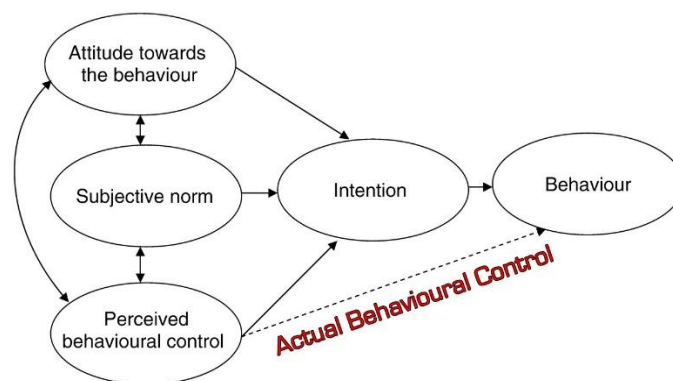 Attitude towards
the behaviour
Subjective norm
Perceived
behavioural control
Intention
Behaviour
Actual Behavioural Control